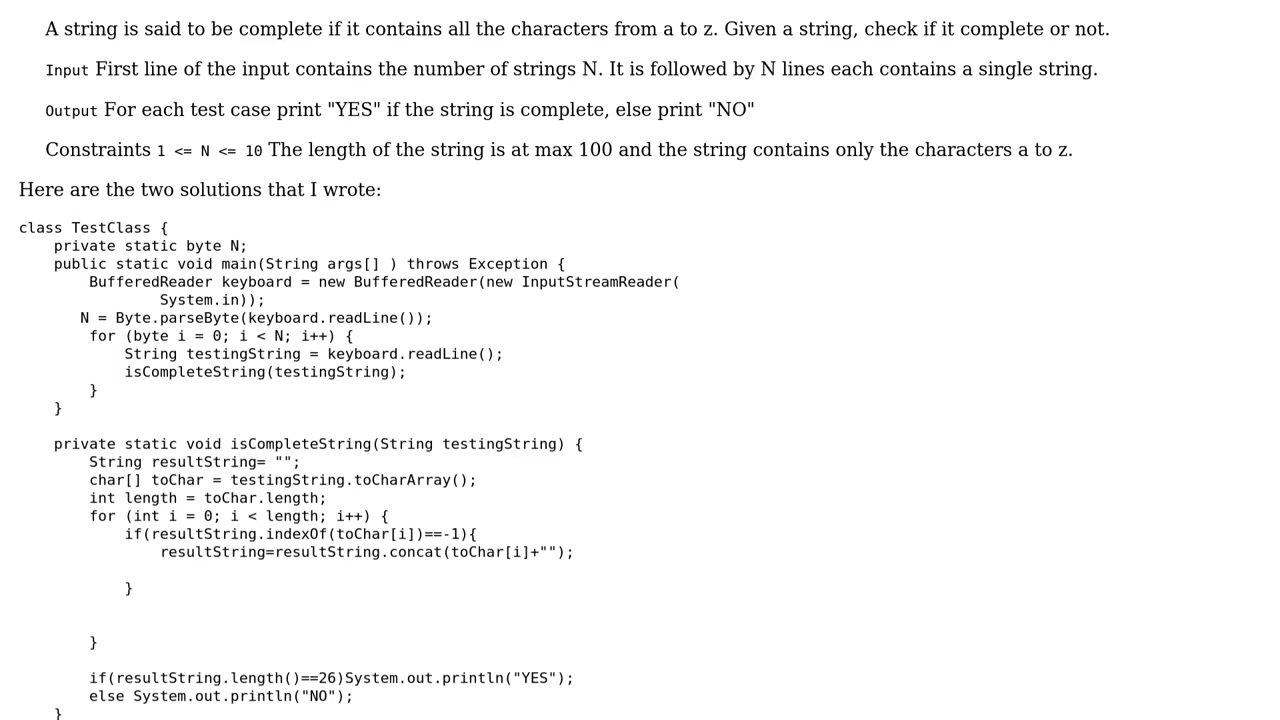 A string is said to be complete if it contains all the characters from a to z. Given a string, check if it complete or not.
Input First line of the input contains the number of strings N. It is followed by N lines each contains a single string.
Output For each test case print "YES" if the string is complete, else print "NO"
Constraints 1 <= N <= 10 The length of the string is at max 100 and the string contains only the characters a to z.
Here are the two solutions that I wrote:
class TestClass {
    private static byte N;
    public static void main(String args[] ) throws Exception {
        BufferedReader keyboard = new BufferedReader(new InputStreamReader(
                System.in));
       N = Byte.parseByte(keyboard.readLine());
        for (byte i = 0; i < N; i++) {
            String testingString = keyboard.readLine();
            isCompleteString(testingString);
        }
    }
    private static void isCompleteString(String testingString) {
        String resultString= "";
        char[] toChar = testingString.toCharArray();
        int length = toChar.length;
        for (int i = 0; i < length; i++) {
            if(resultString.indexOf(toChar[i])==-1){
                resultString=resultString.concat(toChar[i]+"");
            }
        }
        if(resultString.length()==26)System.out.println("YES");
        else System.out.println("NO");
    }